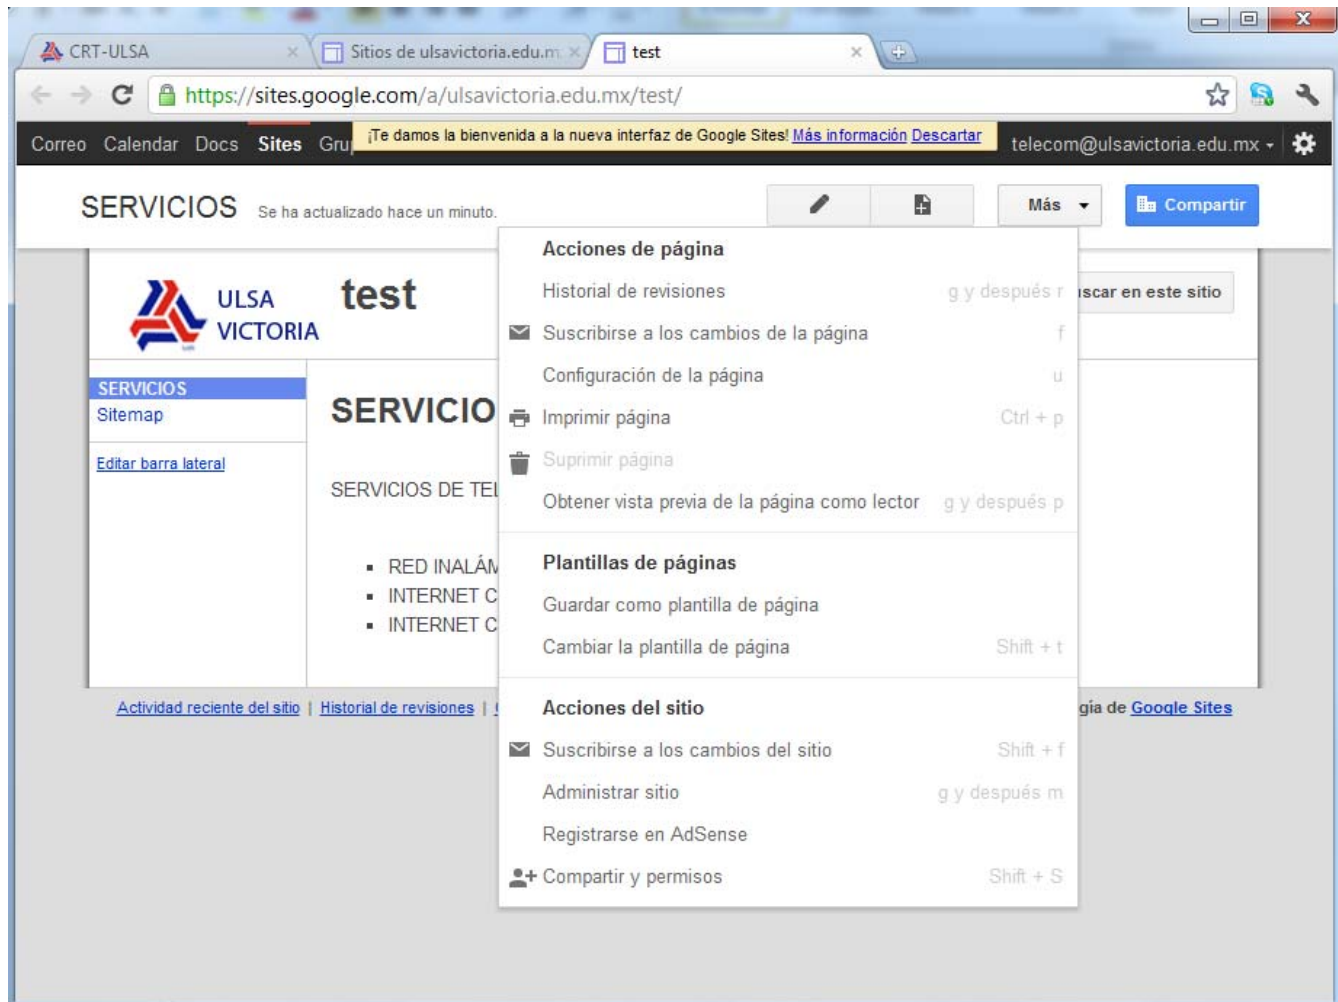 CRT-ULSA
Sitios de ulsavictoria.edu.m
test
https://sites.google.com/a/ulsavictoria.edu.mx/test/
Correo Calendar Docs Sites Gru
¡Te damos la bienvenida a la nueva interfaz de Google Sites! Más información Descartar
telecom@ulsavictoria.edu.mx
SERVICIOS Se ha actualizado hace un minuto.
Más
Compartir
ULSA
VICTORIA
test
scar en este sitio
SERVICIOS
Sitemap
Editar barra lateral
SERVICIO
SERVICIOS DE TEL
RED INALÁM
INTERNET C
INTERNET C
Acciones de página
Historial de revisiones g y después r
Suscribirse a los cambios de la página f
Configuración de la página u
Imprimir página Ctrl + p
Suprimir página
Obtener vista previa de la página como lector g y después p
Plantillas de páginas
Guardar como plantilla de página
Cambiar la plantilla de página Shift + t
Acciones del sitio
Suscribirse a los cambios del sitio Shift + f
Administrar sitio g y después m
Registrarse en AdSense
Compartir y permisos Shift + S
Actividad reciente del sitio | Historial de revisiones |
gía de Google Sites